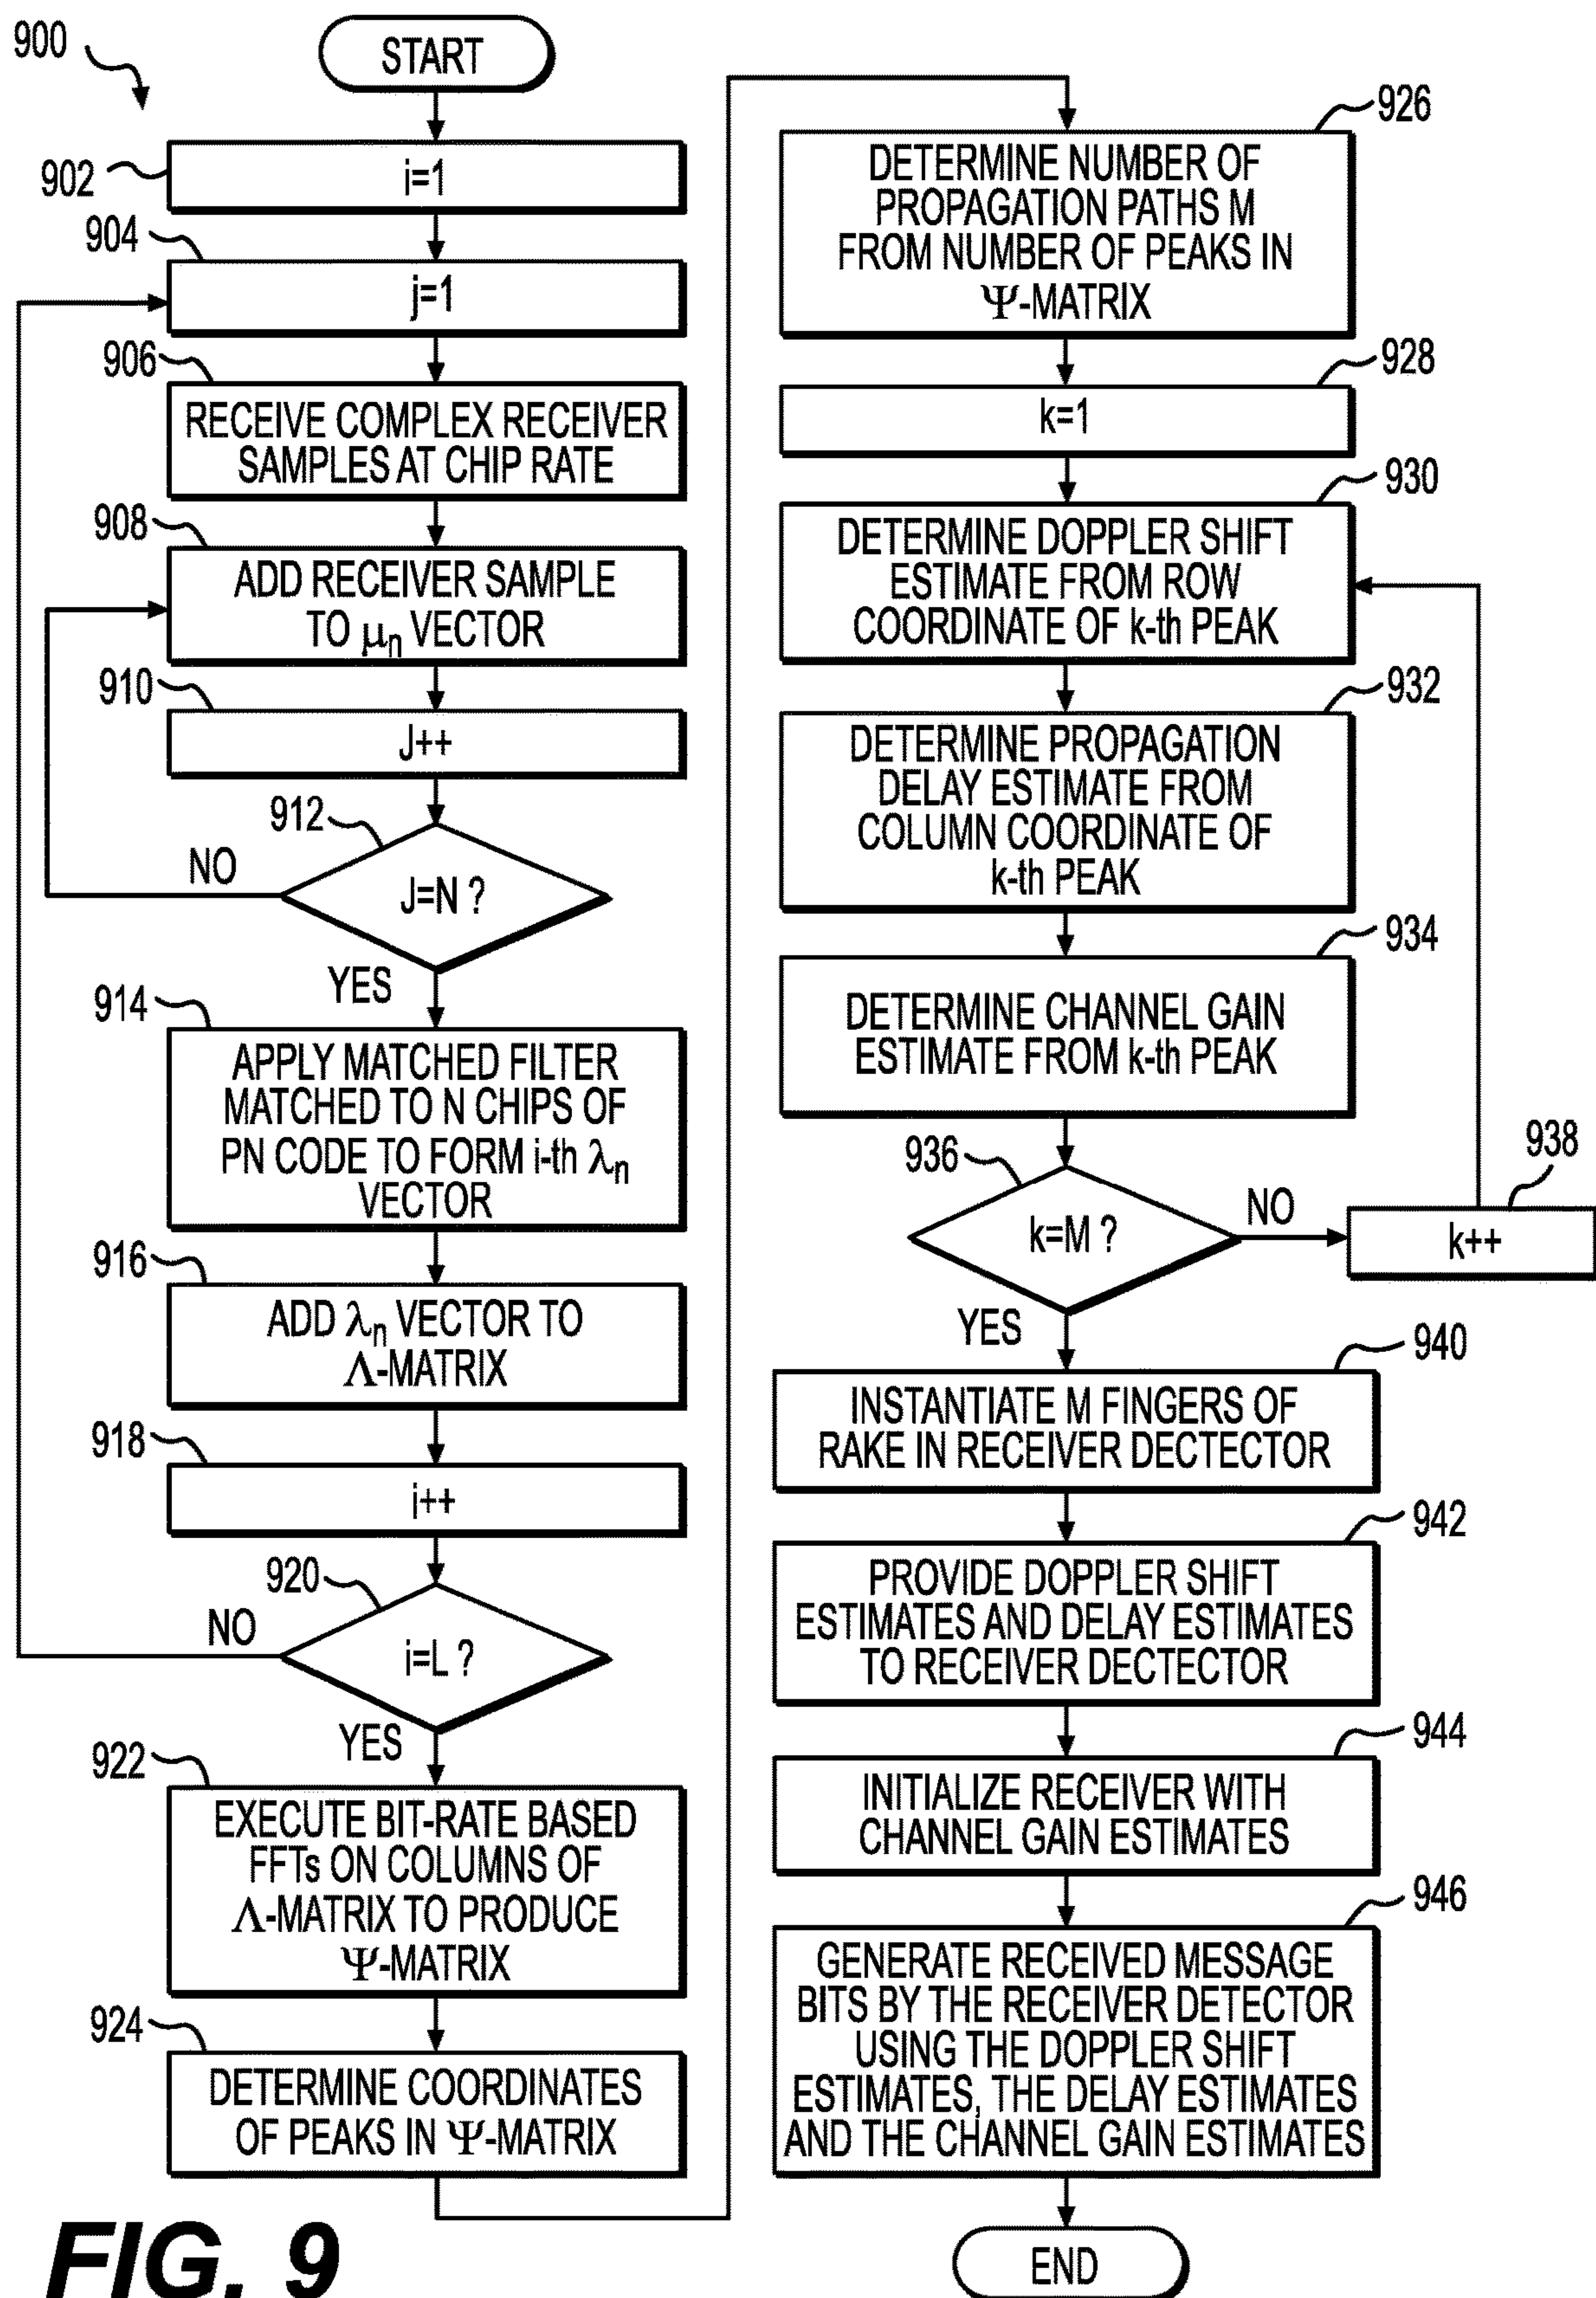 900
START
902
i=1
904
j=1
906
RECEIVE COMPLEX RECEIVER
SAMPLES AT CHIP RATE
908
ADD RECEIVER SAMPLE
TO μn VECTOR
910
J++
912
J=N ?
NO
YES
914
APPLY MATCHED FILTER
MATCHED TO N CHIPS OF
PN CODE TO FORM i-th λn
VECTOR
916
ADD λn VECTOR TO
Λ-MATRIX
918
i++
920
i=L ?
NO
YES
922
EXECUTE BIT-RATE BASED
FFTs ON COLUMNS OF
Λ-MATRIX TO PRODUCE
Ψ-MATRIX
924
DETERMINE COORDINATES
OF PEAKS IN Ψ-MATRIX
926
DETERMINE NUMBER OF
PROPAGATION PATHS M
FROM NUMBER OF PEAKS IN
Ψ-MATRIX
928
k=1
930
DETERMINE DOPPLER SHIFT
ESTIMATE FROM ROW
COORDINATE OF k-th PEAK
932
DETERMINE PROPAGATION
DELAY ESTIMATE FROM
COLUMN COORDINATE OF
k-th PEAK
934
DETERMINE CHANNEL GAIN
ESTIMATE FROM k-th PEAK
936
k=M ?
NO
938
k++
YES
940
INSTANTIATE M FINGERS OF
RAKE IN RECEIVER DECTECTOR
942
PROVIDE DOPPLER SHIFT
ESTIMATES AND DELAY ESTIMATES
TO RECEIVER DECTECTOR
944
INITIALIZE RECEIVER WITH
CHANNEL GAIN ESTIMATES
946
GENERATE RECEIVED MESSAGE
BITS BY THE RECEIVER DETECTOR
USING THE DOPPLER SHIFT
ESTIMATES, THE DELAY ESTIMATES
AND THE CHANNEL GAIN ESTIMATES
END
FIG. 9